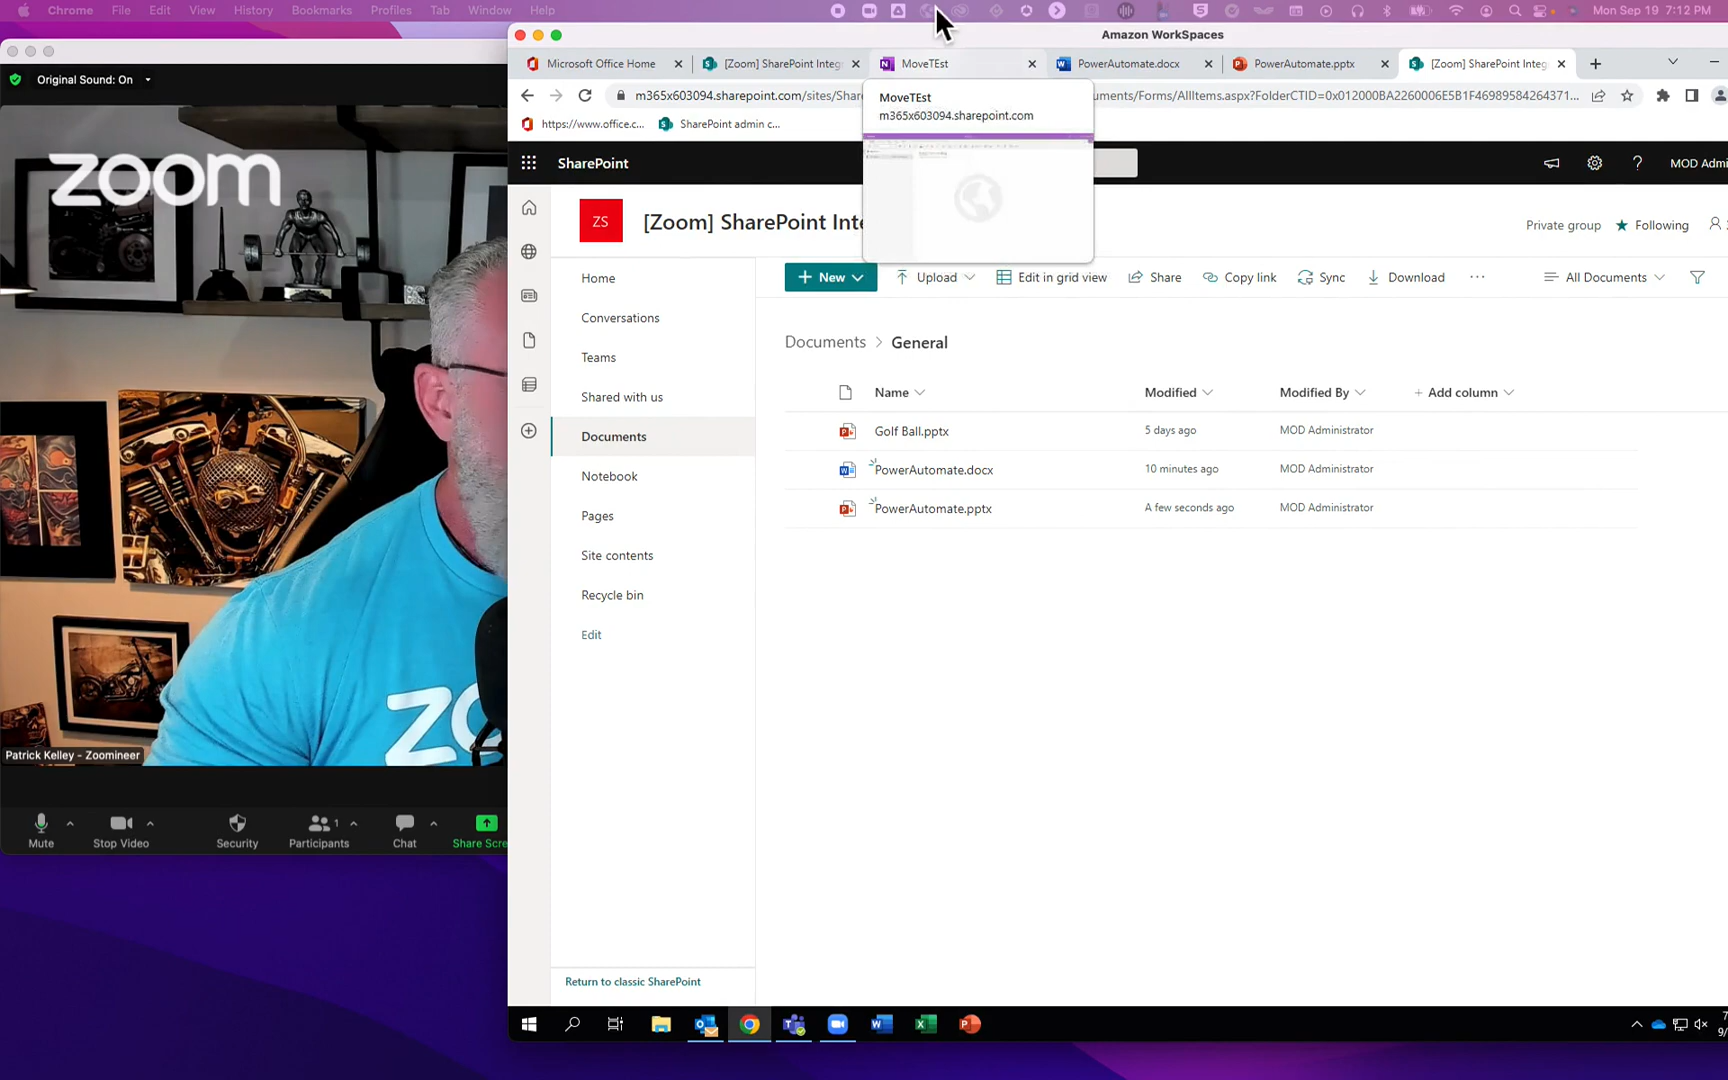 Chrome File Edit View History Bookmarks Profiles Tab Window Help Mon Sep 19 7:12 PM
Amazon WorkSpaces
Original Sound: On
Microsoft Office Home [Zoom] SharePoint Integ MoveTEst PowerAutomate.docx PowerAutomate.pptx [Zoom] SharePoint Integ
m365x603094.sharepoint.com/sites/Shar uments/Forms/AllItems.aspx?FolderCTID=0x012000BA2260006E5B1F46989584264371...
MoveTEst
m365x603094.sharepoint.com
https://www.office.c... SharePoint admin c...
SharePoint MOD Admi
zoom
ZS [Zoom] SharePoint Inte Private group Following
New Upload Edit in grid view Share Copy link Sync Download ... All Documents
Home
Conversations
Teams
Shared with us
Documents
Notebook
Pages
Site contents
Recycle bin
Edit
Return to classic SharePoint
Documents > General
Name Modified Modified By + Add column
Golf Ball.pptx 5 days ago MOD Administrator
PowerAutomate.docx 10 minutes ago MOD Administrator
PowerAutomate.pptx A few seconds ago MOD Administrator
ZO
Patrick Kelley - Zoomineer
1
Mute Stop Video Security Participants Chat Share Scre